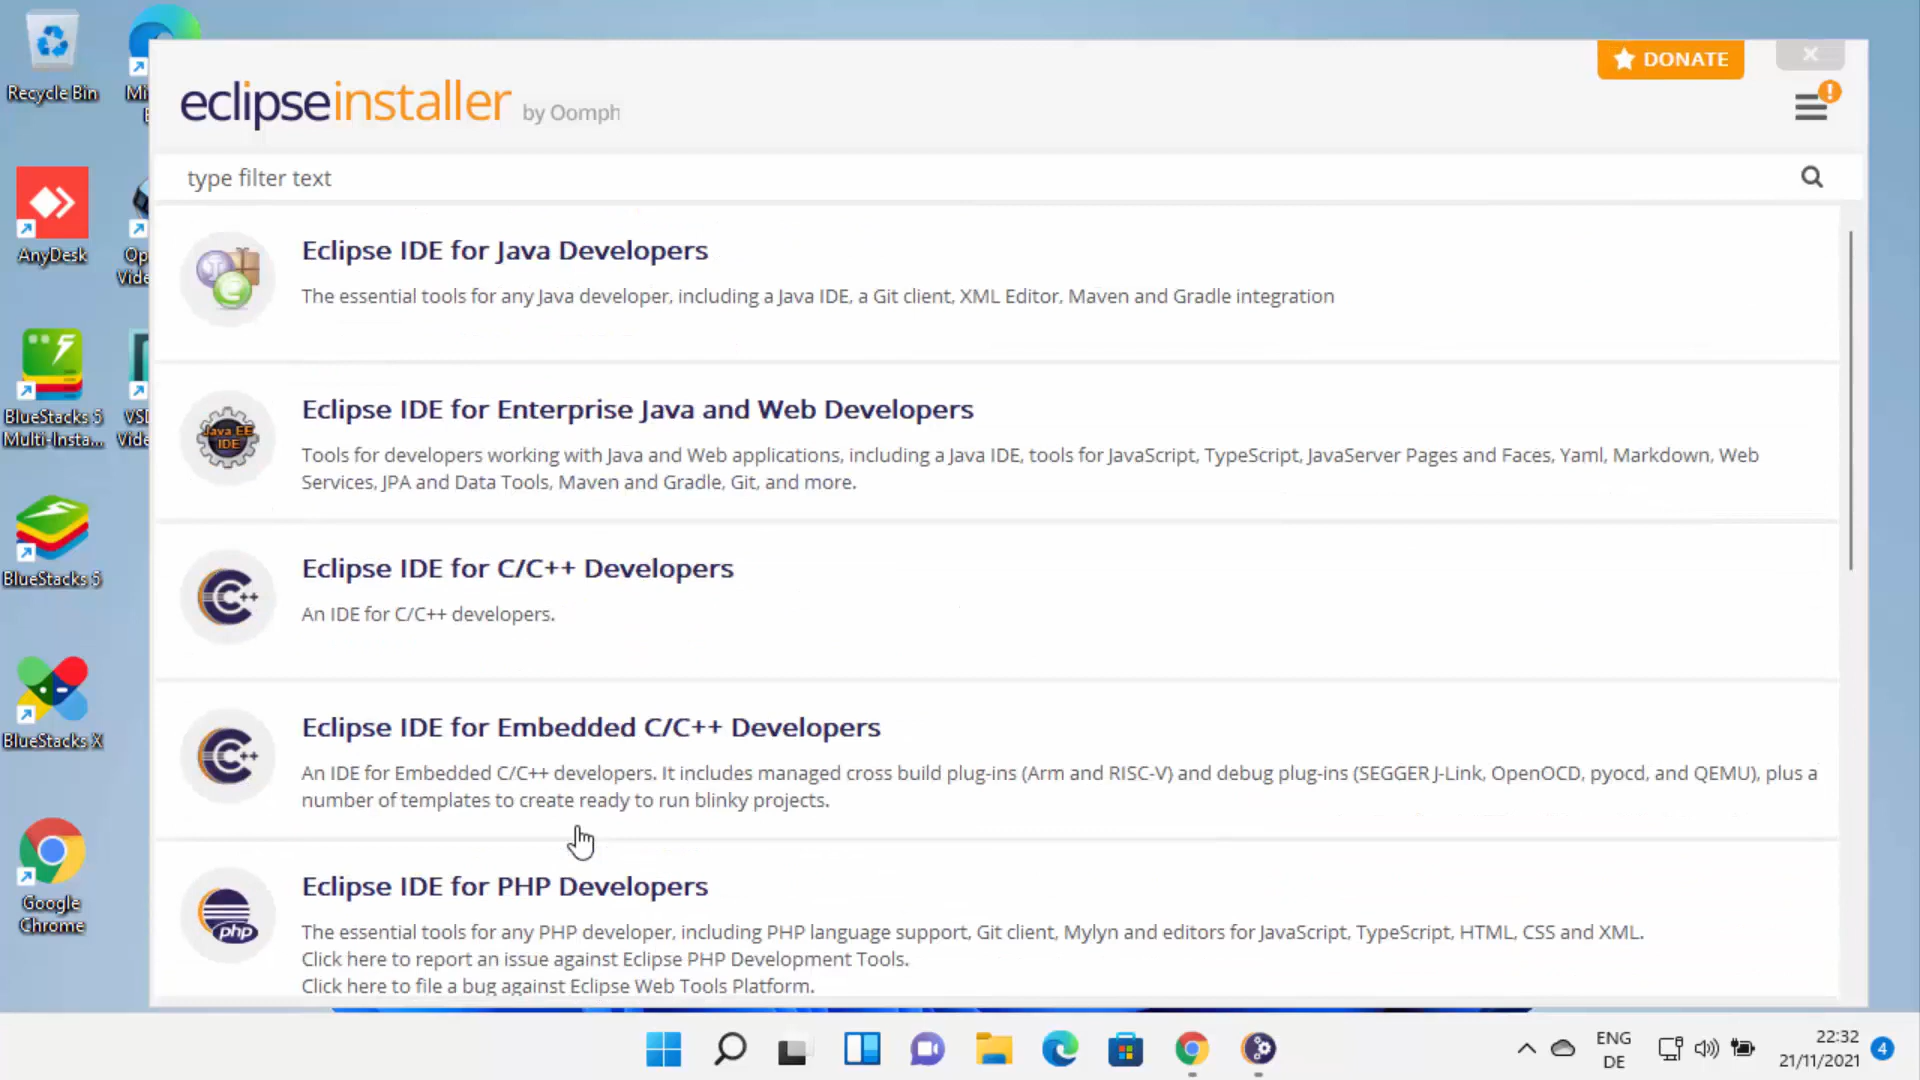 DONATE
eclipseinstaller by Oomph
type filter text
Eclipse IDE for Java Developers
The essential tools for any Java developer, including a Java IDE, a Git client, XML Editor, Maven and Gradle integration
Eclipse IDE for Enterprise Java and Web Developers
Java EE
IDE
Tools for developers working with Java and Web applications, including a Java IDE, tools for JavaScript, TypeScript, JavaServer Pages and Faces, Yaml, Markdown, Web
Services, JPA and Data Tools, Maven and Gradle, Git, and more.
Eclipse IDE for C/C++ Developers
C++
An IDE for C/C++ developers.
Eclipse IDE for Embedded C/C++ Developers
C++
An IDE for Embedded C/C++ developers. It includes managed cross build plug-ins (Arm and RISC-V) and debug plug-ins (SEGGER J-Link, OpenOCD, pyocd, and QEMU), plus a
number of templates to create ready to run blinky projects.
Eclipse IDE for PHP Developers
php
The essential tools for any PHP developer, including PHP language support, Git client, Mylyn and editors for JavaScript, TypeScript, HTML, CSS and XML.
Click here to report an issue against Eclipse PHP Development Tools.
Click here to file a bug against Eclipse Web Tools Platform.
Recycle Bin
AnyDesk
BlueStacks 5
Multi-Insta...
BlueStacks 5
BlueStacks X
Google
Chrome
ENG
DE
22:32
21/11/2021
4